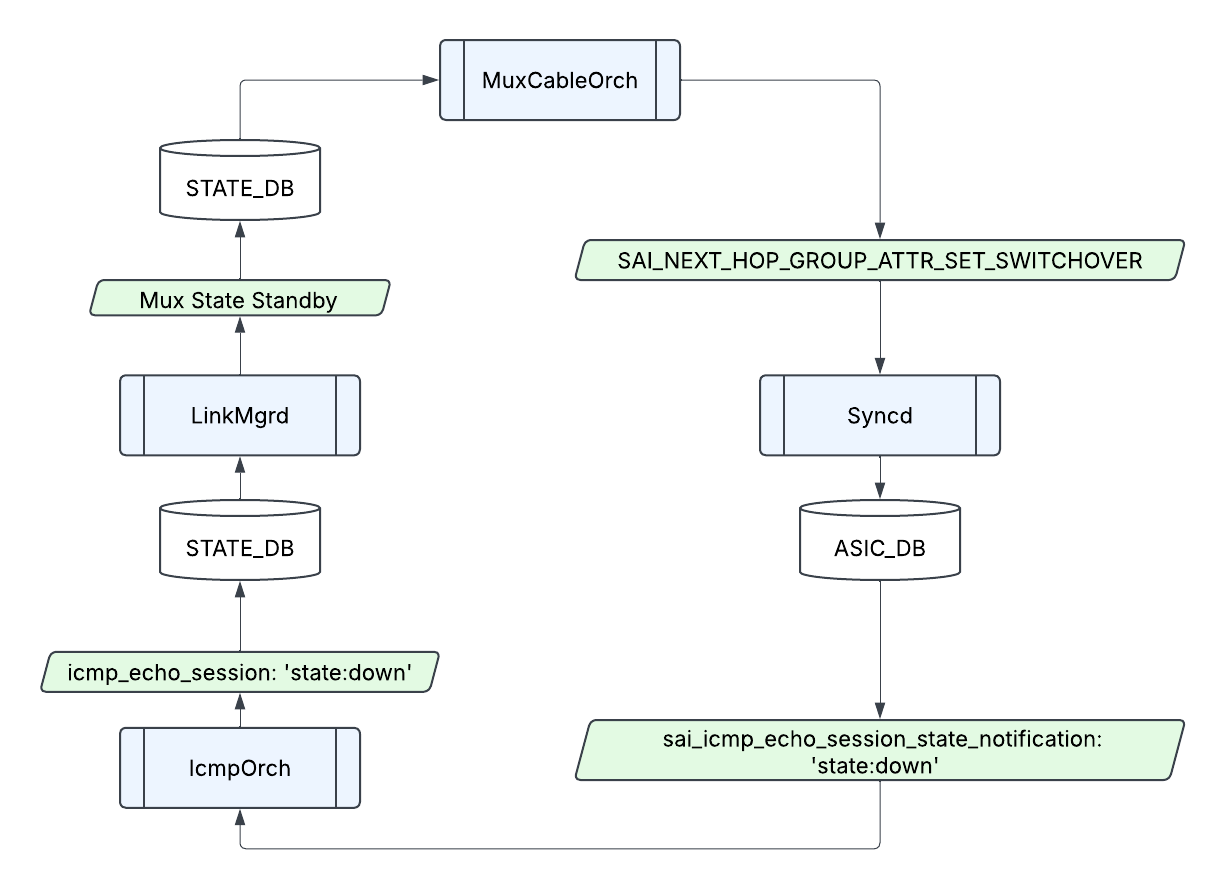 MuxCableOrch
STATE_DB
SAI_NEXT_HOP_GROUP_ATTR_SET_SWITCHOVER
Mux State Standby
LinkMgrd
Syncd
STATE_DB
ASIC_DB
icmp_echo_session: 'state:down'
sai_icmp_echo_session_state_notification:
'state:down'
IcmpOrch